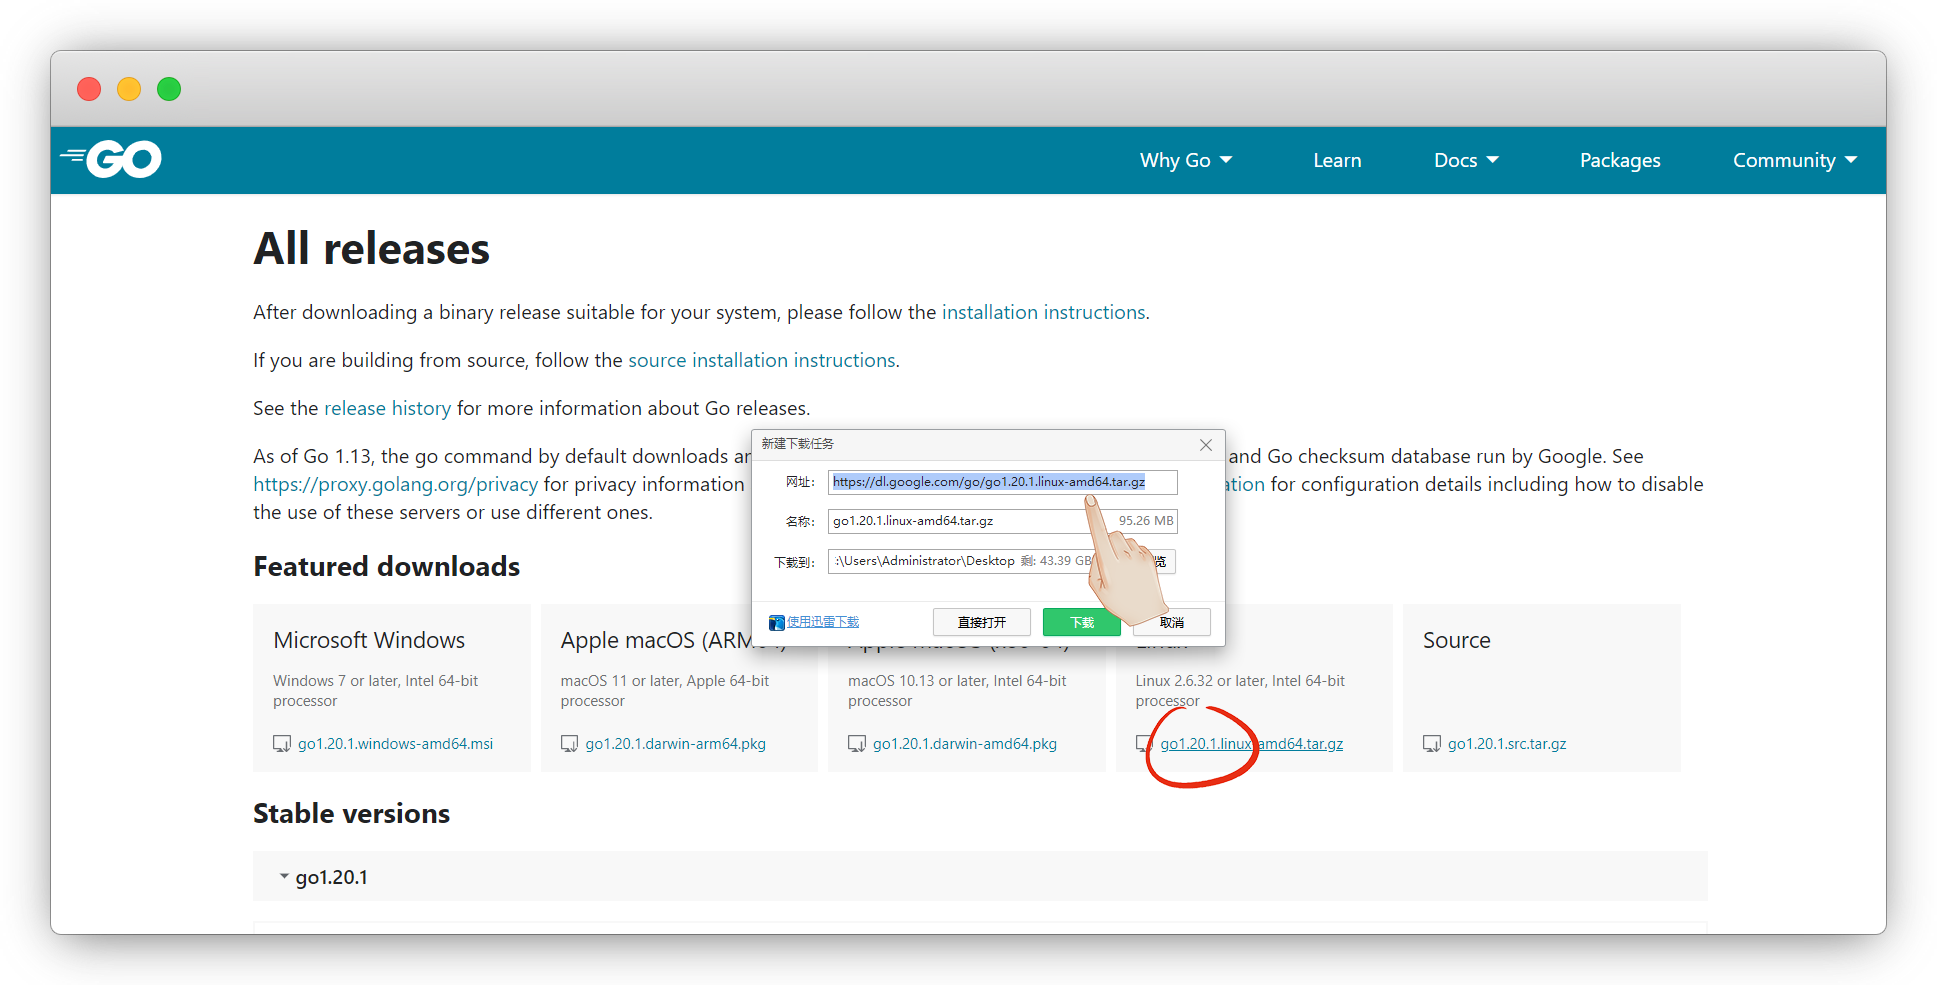 GO
Why Go
Learn
Docs
Packages
Community
All releases
After downloading a binary release suitable for your system, please follow the installation instructions.
If you are building from source, follow the source installation instructions.
See the release history for more information about Go releases.
As of Go 1.13, the go command by default downloads and Go checksum database run by Google. See
https://proxy.golang.org/privacy for privacy information for configuration details including how to disable
the use of these servers or use different ones.
新建下载任务
网址：
https://dl.google.com/go/go1.20.1.linux-amd64.tar.gz
名称：
go1.20.1.linux-amd64.tar.gz
95.26 MB
下载到：
:\Users\Administrator\Desktop
剩: 43.39 GB
览
使用迅雷下载
直接打开
下载
取消
Featured downloads
Microsoft Windows
Windows 7 or later, Intel 64-bit
processor
go1.20.1.windows-amd64.msi
Apple macOS (ARM64)
macOS 11 or later, Apple 64-bit
processor
go1.20.1.darwin-arm64.pkg
Apple macOS (x86-64)
macOS 10.13 or later, Intel 64-bit
processor
go1.20.1.darwin-amd64.pkg
Linux
Linux 2.6.32 or later, Intel 64-bit
processor
go1.20.1.linux-amd64.tar.gz
Source
go1.20.1.src.tar.gz
Stable versions
go1.20.1